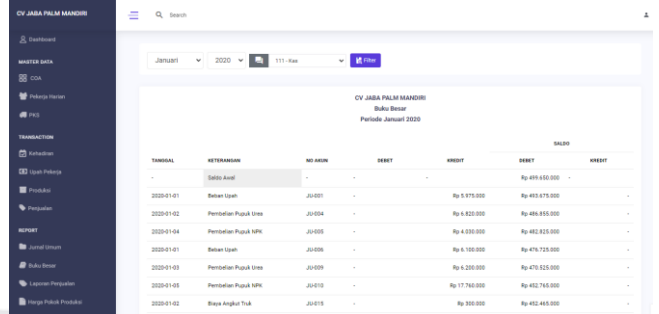 CV JABA PALM MANDIRI
Search
Dashboard
MASTER DATA
COA
Pekerja Harian
PKS
TRANSACTION
Kehadiran
Upah Pekerja
Produksi
Penjualan
REPORT
Jurnal Umum
Buku Besar
Laporan Penjualan
Harga Pokok Produksi
Januari 2020 111 - Kas Filter
CV JABA PALM MANDIRI
Buku Besar
Periode Januari 2020
SALDO
TANGGAL KETERANGAN NO AKUN DEBET KREDIT DEBET KREDIT
- Saldo Awal - - - Rp 499.650.000 -
2020-01-01 Beban Upah JU-001 - Rp 5.975.000 Rp 493.675.000 -
2020-01-02 Pembelian Pupuk Urea JU-004 - Rp 6.820.000 Rp 486.855.000 -
2020-01-04 Pembelian Pupuk NPK JU-005 - Rp 4.030.000 Rp 482.825.000 -
2020-01-01 Beban Upah JU-006 - Rp 6.100.000 Rp 476.725.000 -
2020-01-03 Pembelian Pupuk Urea JU-009 - Rp 6.200.000 Rp 470.525.000 -
2020-01-05 Pembelian Pupuk NPK JU-010 - Rp 17.760.000 Rp 452.765.000 -
2020-01-02 Biaya Angkut Truk JU-015 - Rp 300.000 Rp 452.465.000 -